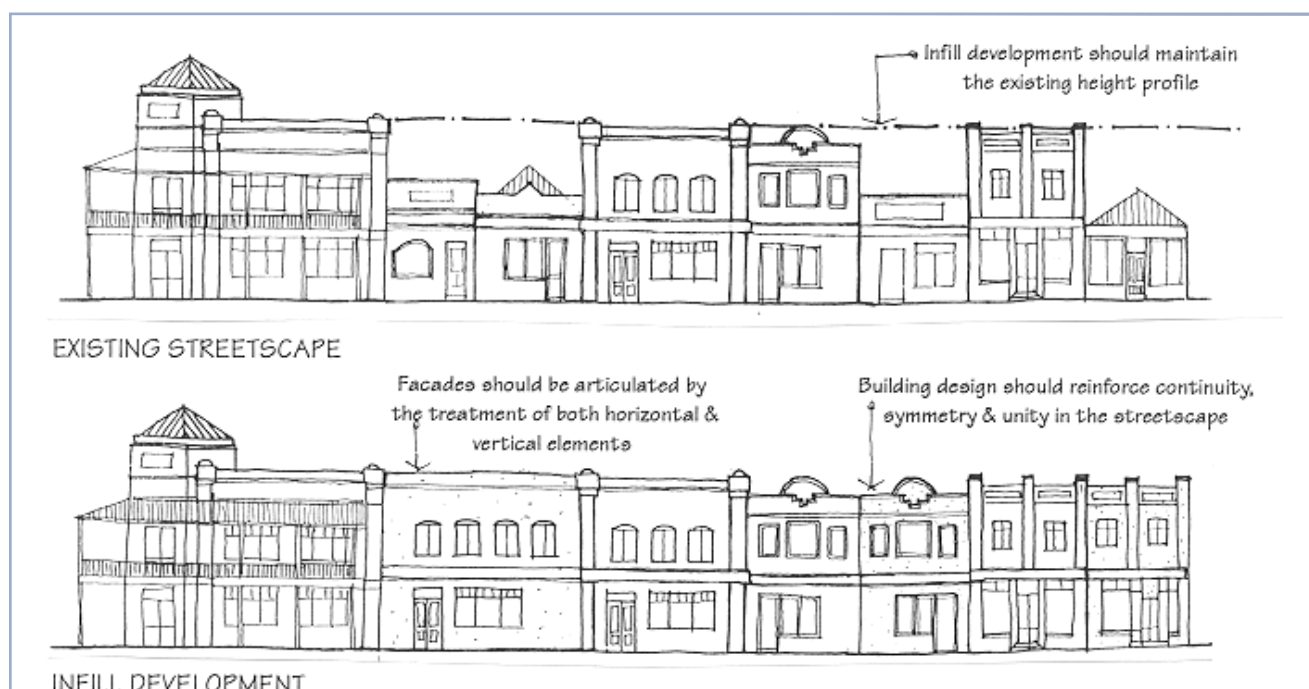 Infill development should maintain
the existing height profile
EXISTING STREETSCAPE
Facades should be articulated by
the treatment of both horizontal &
vertical elements
Building design should reinforce continuity,
symmetry & unity in the streetscape
INFILL DEVELOPMENT